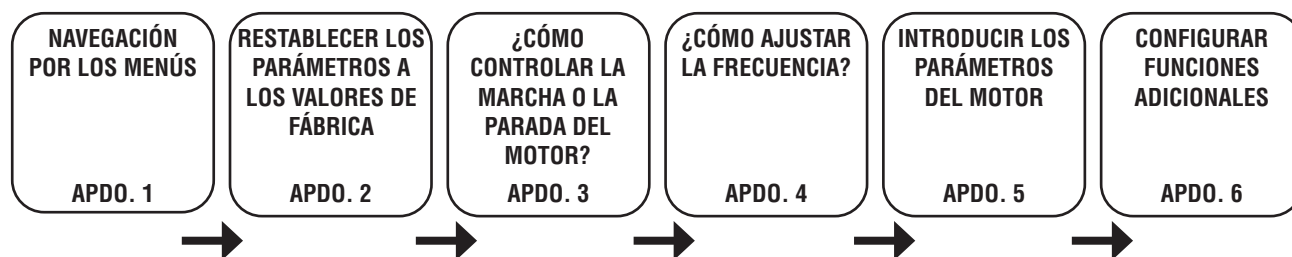 NAVEGACIÓN
POR LOS MENÚS
APDO. 1
RESTABLECER LOS
PARÁMETROS A
LOS VALORES DE
FÁBRICA
APDO. 2
¿CÓMO
CONTROLAR LA
MARCHA O LA
PARADA DEL
MOTOR?
APDO. 3
¿CÓMO AJUSTAR
LA FRECUENCIA?
APDO. 4
INTRODUCIR LOS
PARÁMETROS
DEL MOTOR
APDO. 5
CONFIGURAR
FUNCIONES
ADICIONALES
APDO. 6